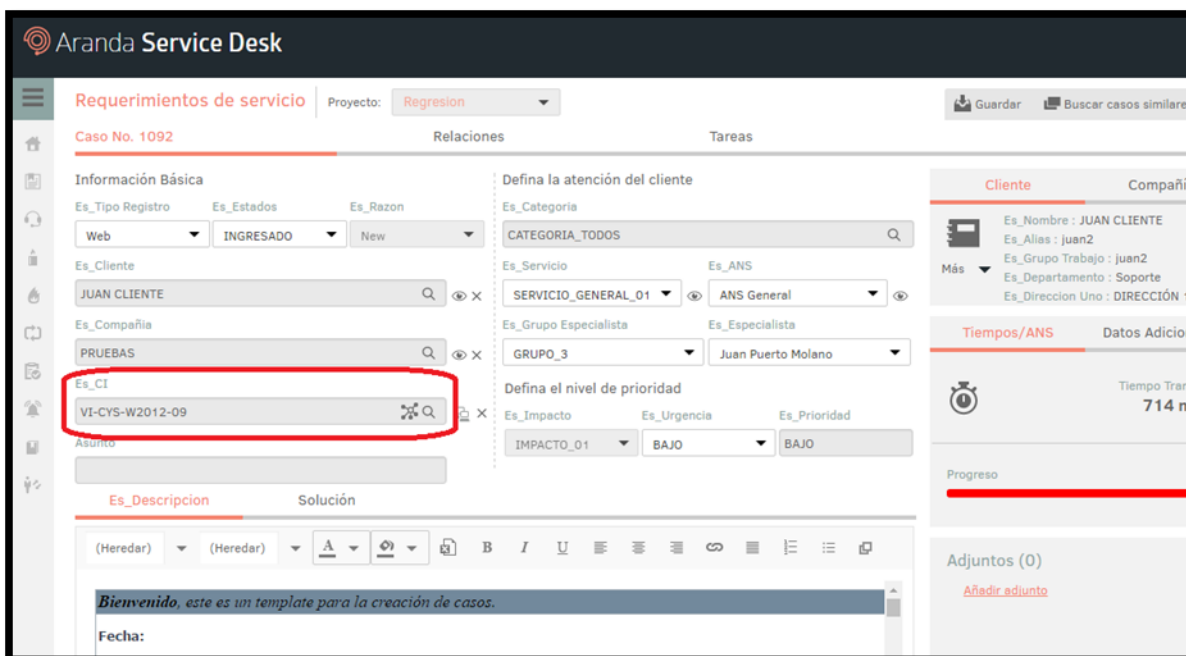 Aranda Service Desk
Requerimientos de servicio
Proyecto:
Regresion
Guardar
Buscar casos similare
Caso No. 1092
Relaciones
Tareas
Información Básica
Es_Tipo Registro
Es_Estados
Es_Razon
Web
INGRESADO
New
Es_Cliente
JUAN CLIENTE
Es_Compañia
PRUEBAS
Es_CI
VI-CYS-W2012-09
Asunto
Defina la atención del cliente
Es_Categoria
CATEGORIA_TODOS
Es_Servicio
Es_ANS
SERVICIO_GENERAL_01
ANS General
Es_Grupo Especialista
Es_Especialista
GRUPO_3
Juan Puerto Molano
Defina el nivel de prioridad
Es_Impacto
Es_Urgencia
Es_Prioridad
IMPACTO_01
BAJO
BAJO
Es_Descripcion
Solución
(Heredar)
(Heredar)
A
B
I
U
Bienvenido, este es un template para la creación de casos.
Fecha:
Cliente
Compañi
Es_Nombre : JUAN CLIENTE
Es_Alias : juan2
Es_Grupo Trabajo : juan2
Es_Departamento : Soporte
Es_Direccion Uno : DIRECCIÓN
Más
Tiempos/ANS
Datos Adicio
Tiempo Tran
714 m
Progreso
Adjuntos (0)
Añadir adjunto